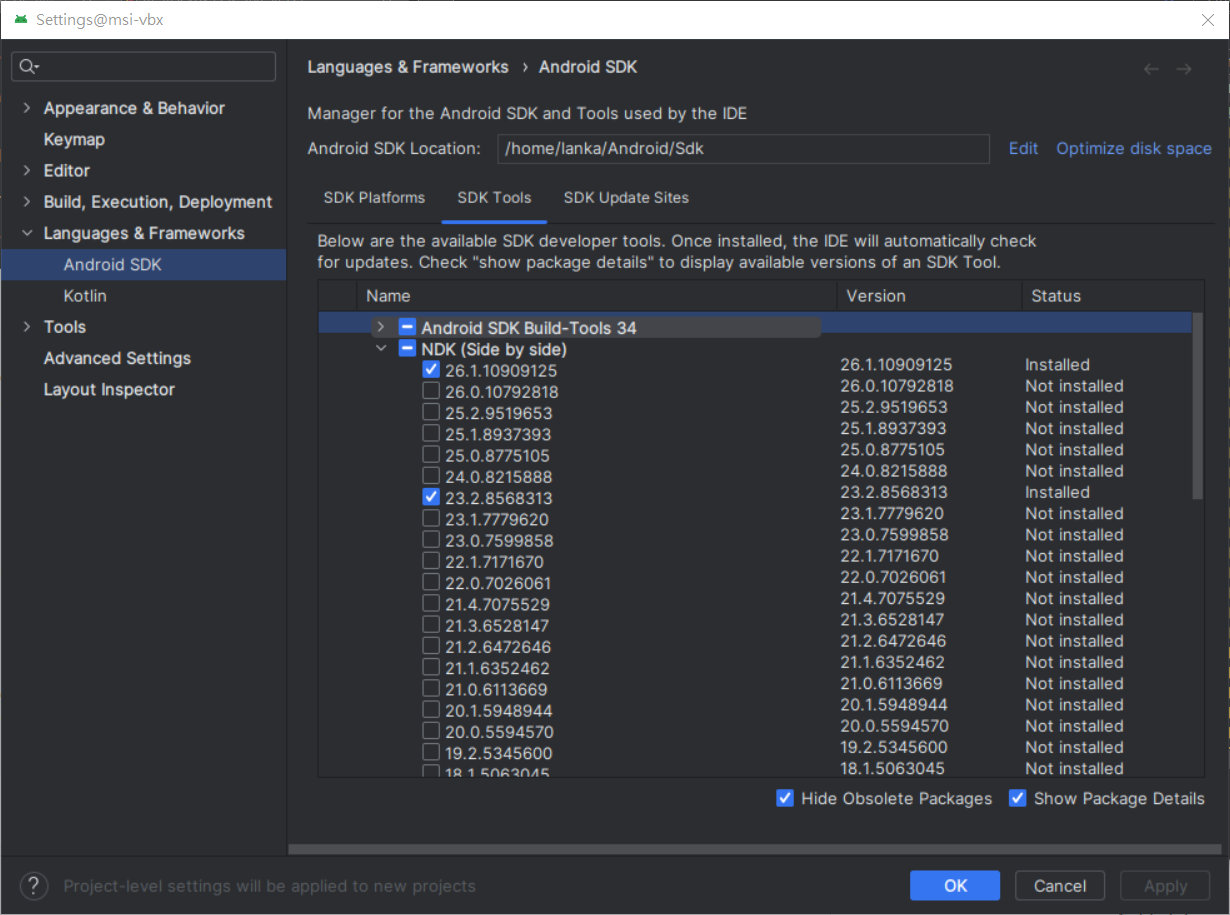 Settings@msi-vbx
Appearance & Behavior
Keymap
Editor
Build, Execution, Deployment
Languages & Frameworks
Android SDK
Kotlin
Tools
Advanced Settings
Layout Inspector
Languages & Frameworks › Android SDK
Manager for the Android SDK and Tools used by the IDE
Android SDK Location: /home/lanka/Android/Sdk Edit Optimize disk space
SDK Platforms SDK Tools SDK Update Sites
Below are the available SDK developer tools. Once installed, the IDE will automatically check
for updates. Check "show package details" to display available versions of an SDK Tool.
Name Version Status
Android SDK Build-Tools 34
NDK (Side by side)
26.1.10909125 26.1.10909125 Installed
26.0.10792818 26.0.10792818 Not installed
25.2.9519653 25.2.9519653 Not installed
25.1.8937393 25.1.8937393 Not installed
25.0.8775105 25.0.8775105 Not installed
24.0.8215888 24.0.8215888 Not installed
23.2.8568313 23.2.8568313 Installed
23.1.7779620 23.1.7779620 Not installed
23.0.7599858 23.0.7599858 Not installed
22.1.7171670 22.1.7171670 Not installed
22.0.7026061 22.0.7026061 Not installed
21.4.7075529 21.4.7075529 Not installed
21.3.6528147 21.3.6528147 Not installed
21.2.6472646 21.2.6472646 Not installed
21.1.6352462 21.1.6352462 Not installed
21.0.6113669 21.0.6113669 Not installed
20.1.5948944 20.1.5948944 Not installed
20.0.5594570 20.0.5594570 Not installed
19.2.5345600 19.2.5345600 Not installed
18.1.5063045 18.1.5063045 Not installed
Hide Obsolete Packages Show Package Details
? Project-level settings will be applied to new projects
OK Cancel Apply